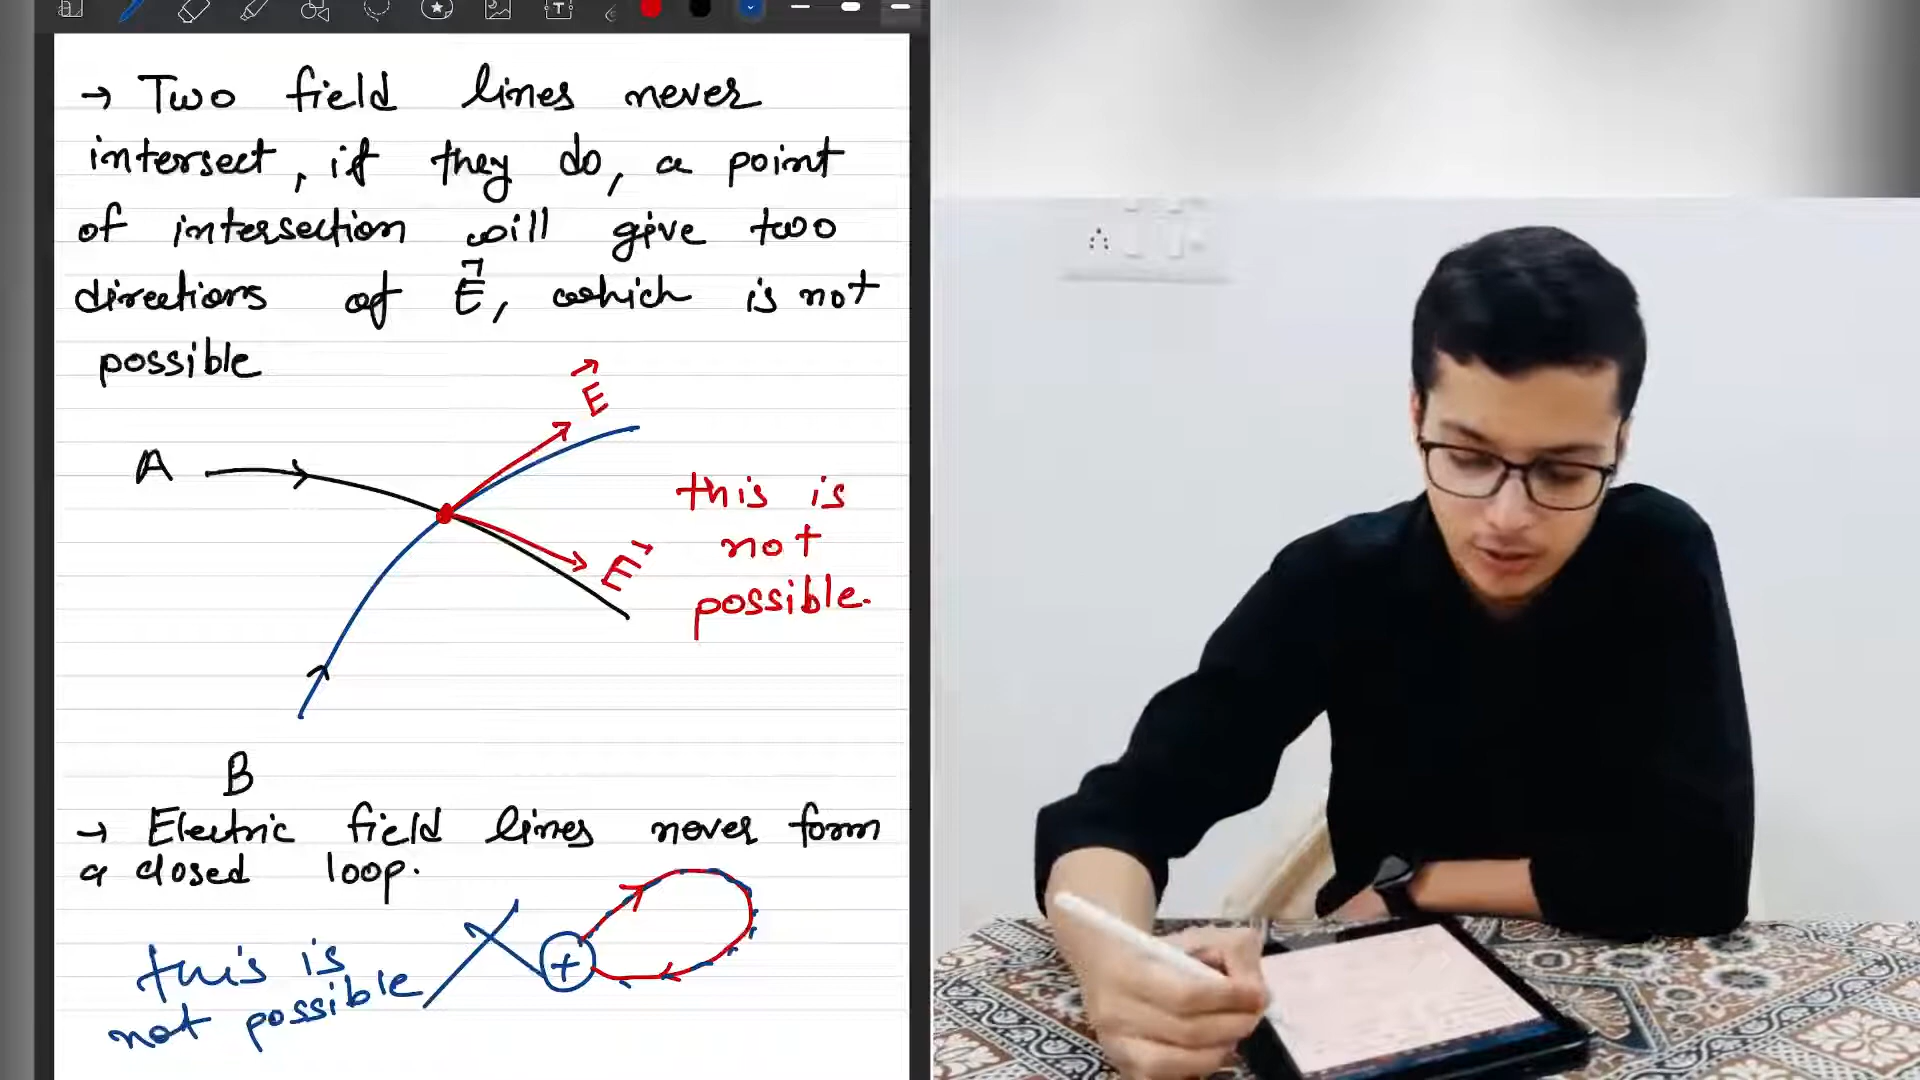 → Two field lines never
intersect, if they do, a point
of intersection will give two
directions of E⃗, which is not
possible
E⃗
A
this is
not
possible.
E⃗
B
→ Electric field lines never form
a closed loop.
this is
not possible
+